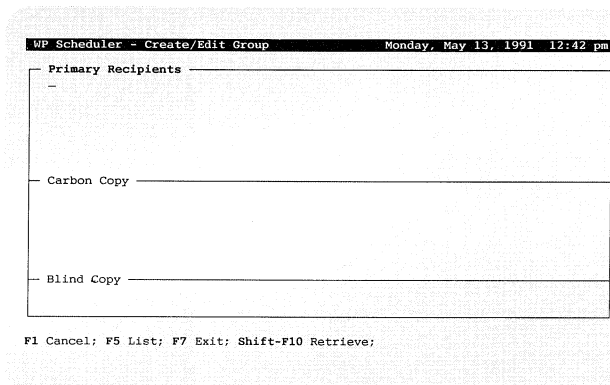 WP Scheduler - Create/Edit Group Monday, May 13, 1991 12:42 pm
Primary Recipients
Carbon Copy
Blind Copy
F1 Cancel; F5 List; F7 Exit; Shift-F10 Retrieve;